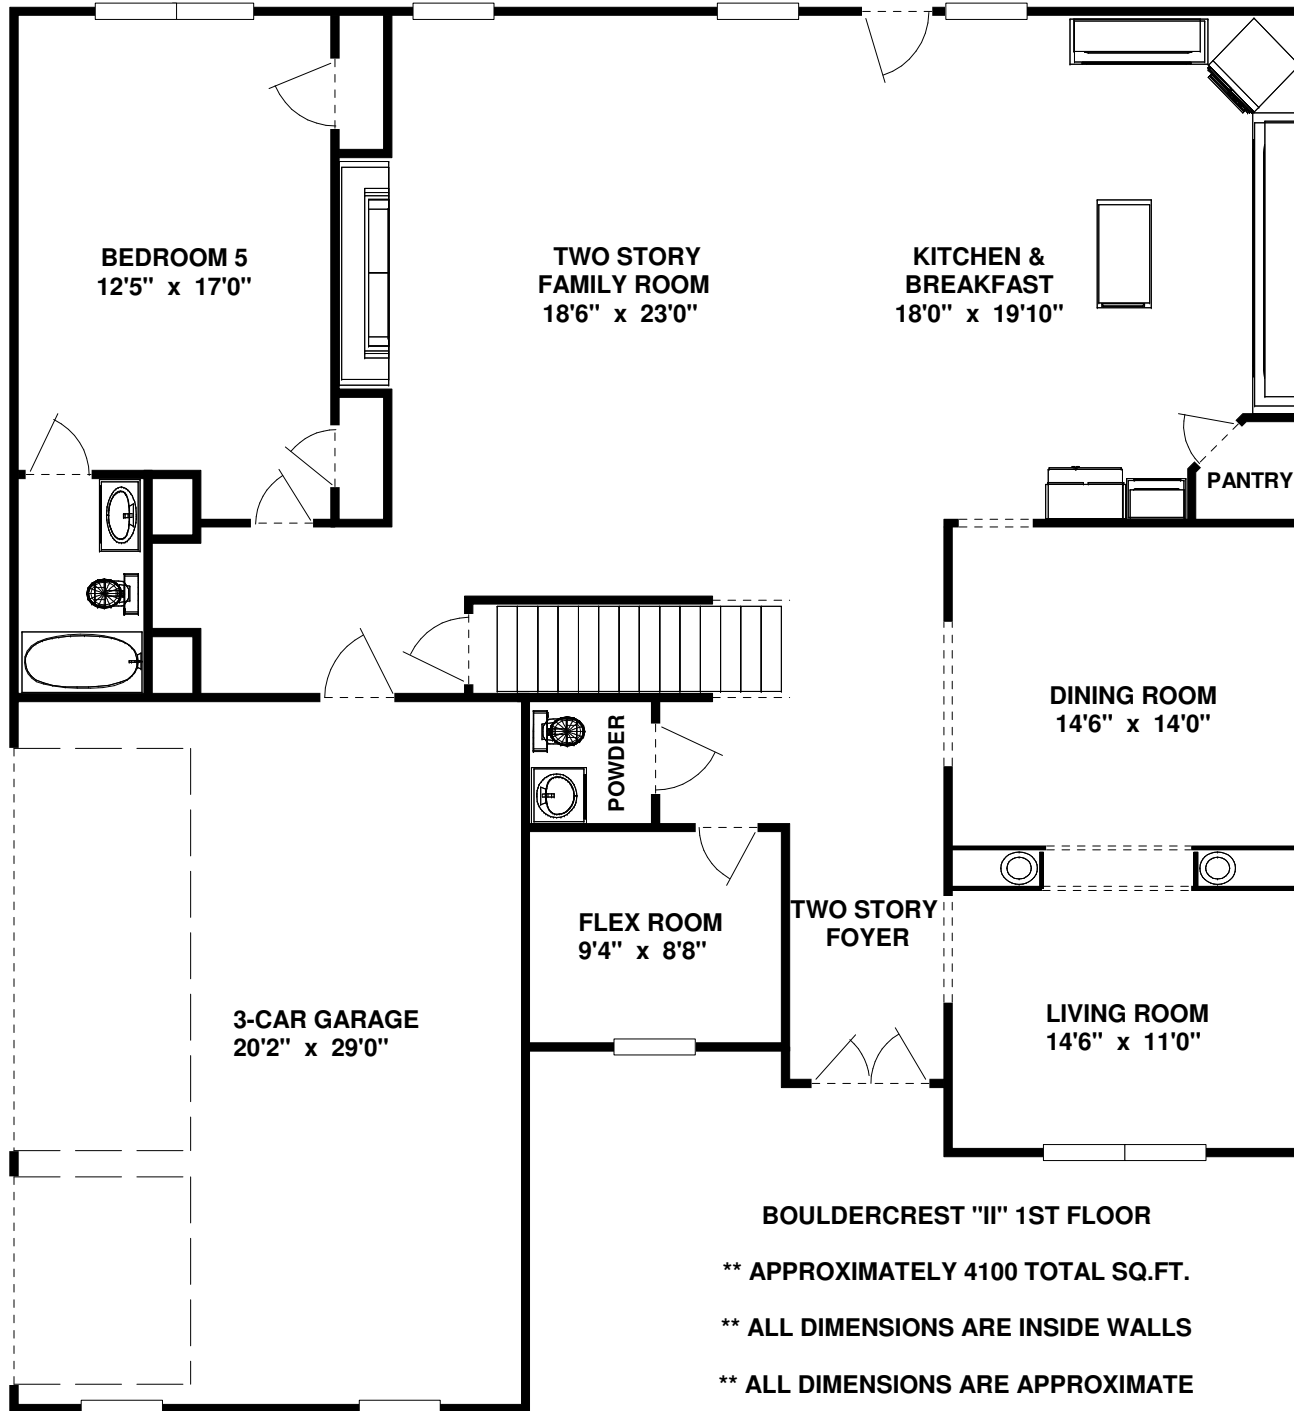 BEDROOM 5
12'5" x 17'0"
TWO STORY
FAMILY ROOM
18'6" x 23'0"
KITCHEN &
BREAKFAST
18'0" x 19'10"
PANTRY
DINING ROOM
14'6" x 14'0"
POWDER
FLEX ROOM
9'4" x 8'8"
TWO STORY
FOYER
3-CAR GARAGE
20'2" x 29'0"
LIVING ROOM
14'6" x 11'0"
BOULDERCREST "II" 1ST FLOOR
** APPROXIMATELY 4100 TOTAL SQ.FT.
** ALL DIMENSIONS ARE INSIDE WALLS
** ALL DIMENSIONS ARE APPROXIMATE